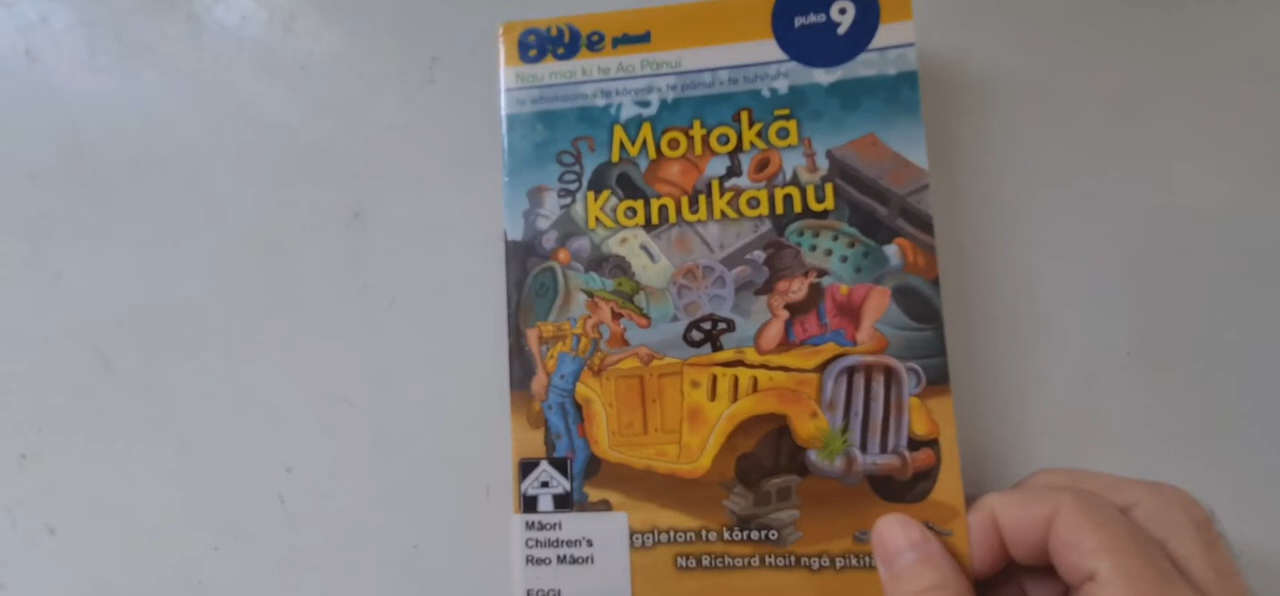 puka 9
Nau mai ki te Ao Pānui
te whakaaro • te kōrero • te pānui • te tuhituhi
Motokā
Kanukanu
ggleton te kōrero
Nā Richard Hoit ngā pikiti
Māori
Children's
Reo Māori
EGGL